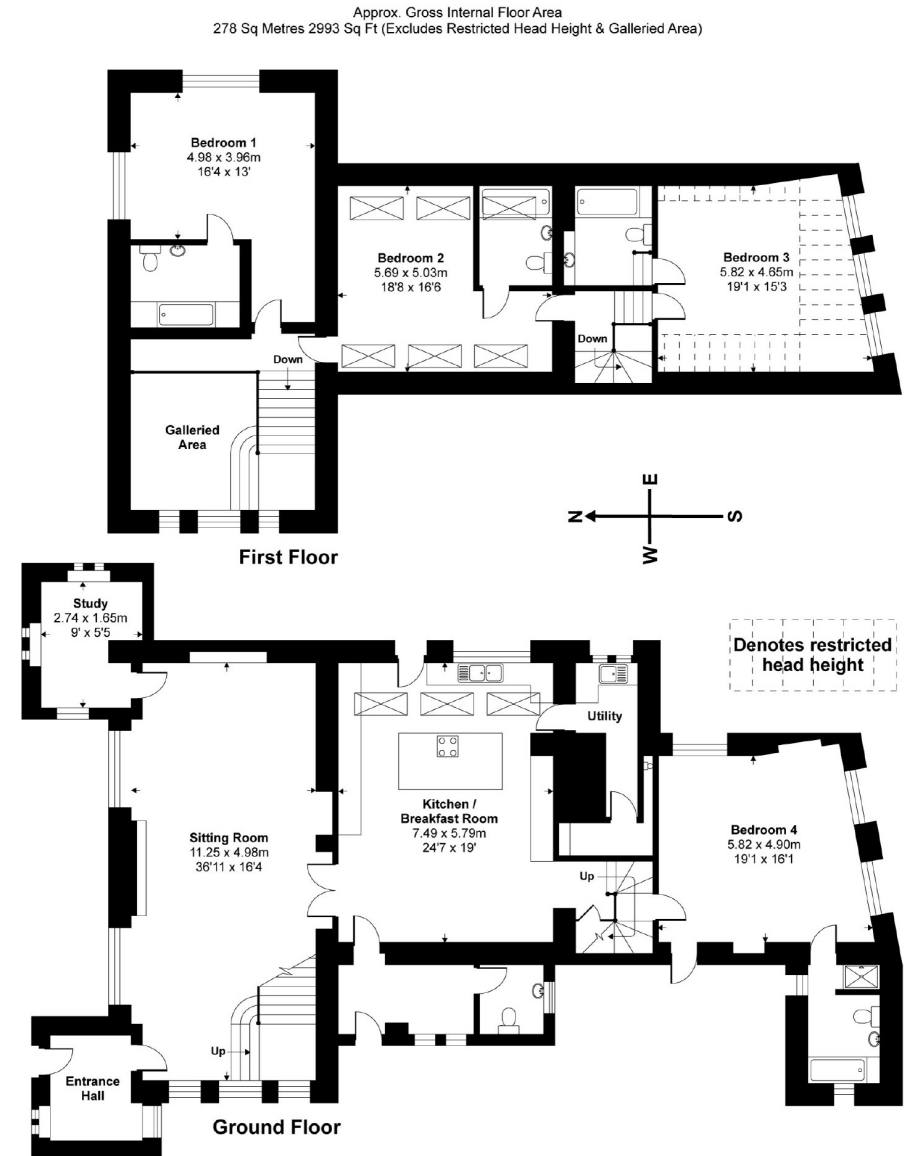 Approx. Gross Internal Floor Area
278 Sq Metres 2993 Sq Ft (Excludes Restricted Head Height & Galleried Area)
Bedroom 1
4.98 x 3.96m
16'4 x 13'
Bedroom 2
5.69 x 5.03m
18'8 x 16'6
Bedroom 3
5.82 x 4.65m
19'1 x 15'3
Down
Down
Galleried
Area
First Floor
E
N
S
W
Study
2.74 x 1.65m
9' x 5'5
Denotes restricted
head height
Utility
Kitchen /
Breakfast Room
7.49 x 5.79m
24'7 x 19'
Sitting Room
11.25 x 4.98m
36'11 x 16'4
Bedroom 4
5.82 x 4.90m
19'1 x 16'1
Up
Up
Entrance
Hall
Ground Floor